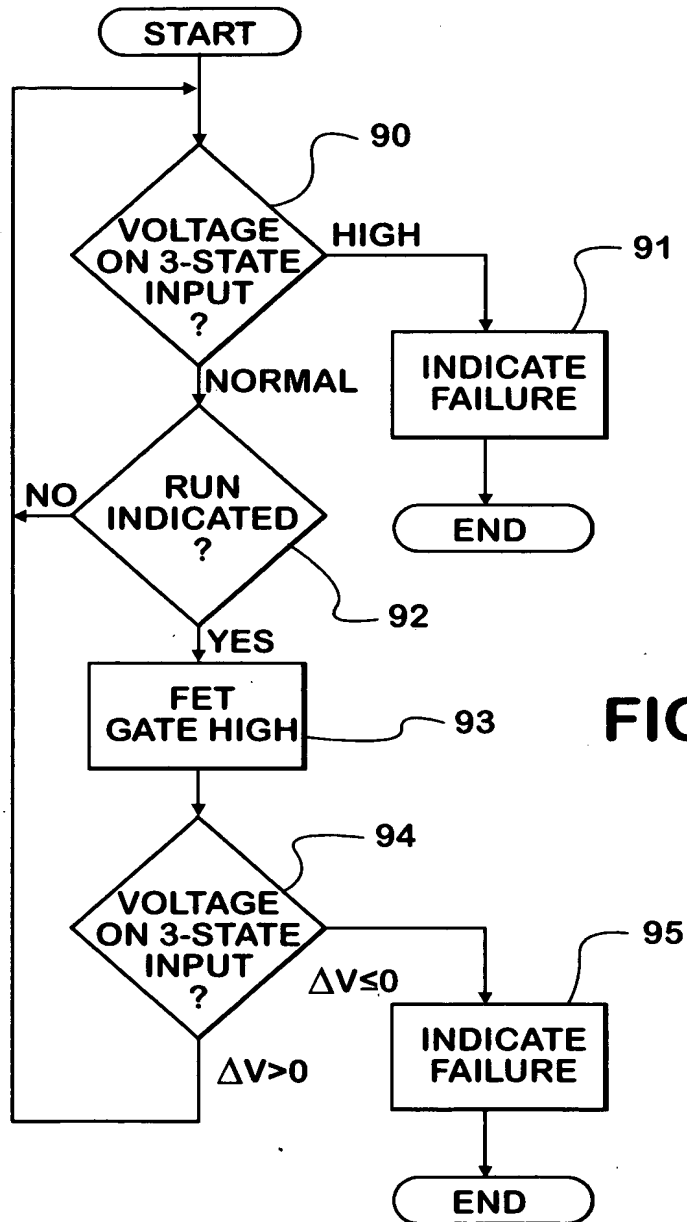 START
90
VOLTAGE
ON 3-STATE
INPUT
?
HIGH
91
INDICATE
FAILURE
END
NORMAL
RUN
INDICATED
?
NO
92
YES
FET
GATE HIGH
93
FIG
94
VOLTAGE
ON 3-STATE
INPUT
?
ΔV≤0
95
INDICATE
FAILURE
END
ΔV>0